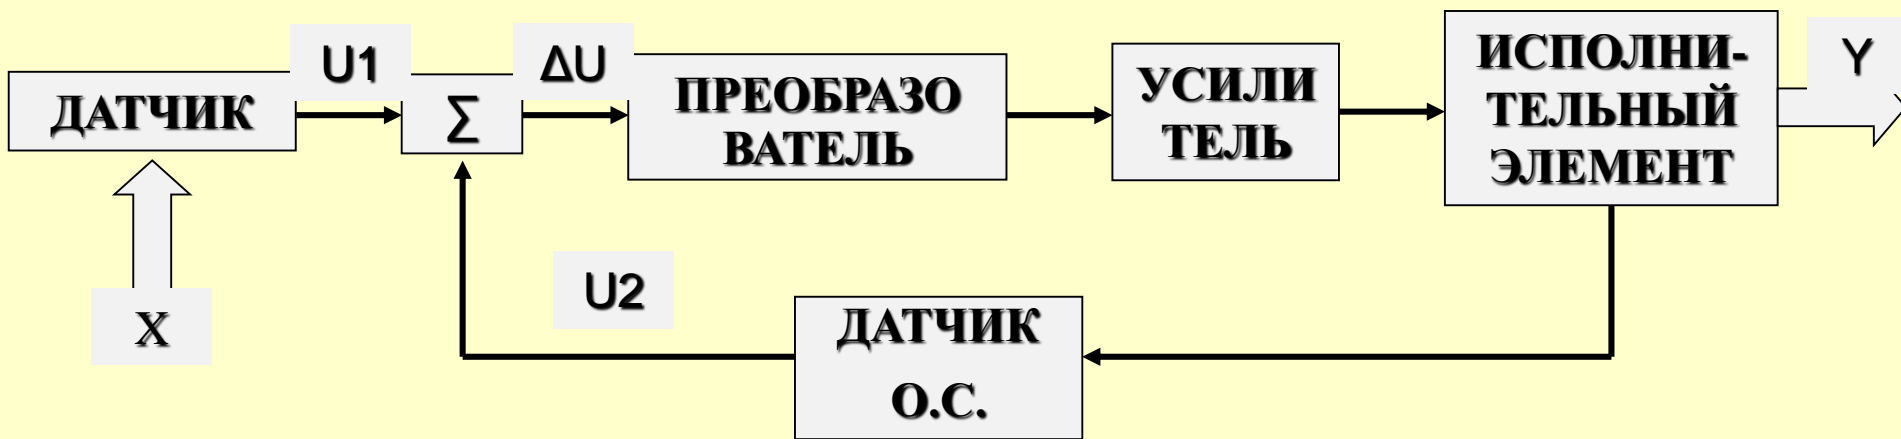 ДАТЧИК
U1
Σ
ΔU
ПРЕОБРАЗО
ВАТЕЛЬ
УСИЛИ
ТЕЛЬ
ИСПОЛНИ-
ТЕЛЬНЫЙ
ЭЛЕМЕНТ
Y
X
U2
ДАТЧИК
О.С.